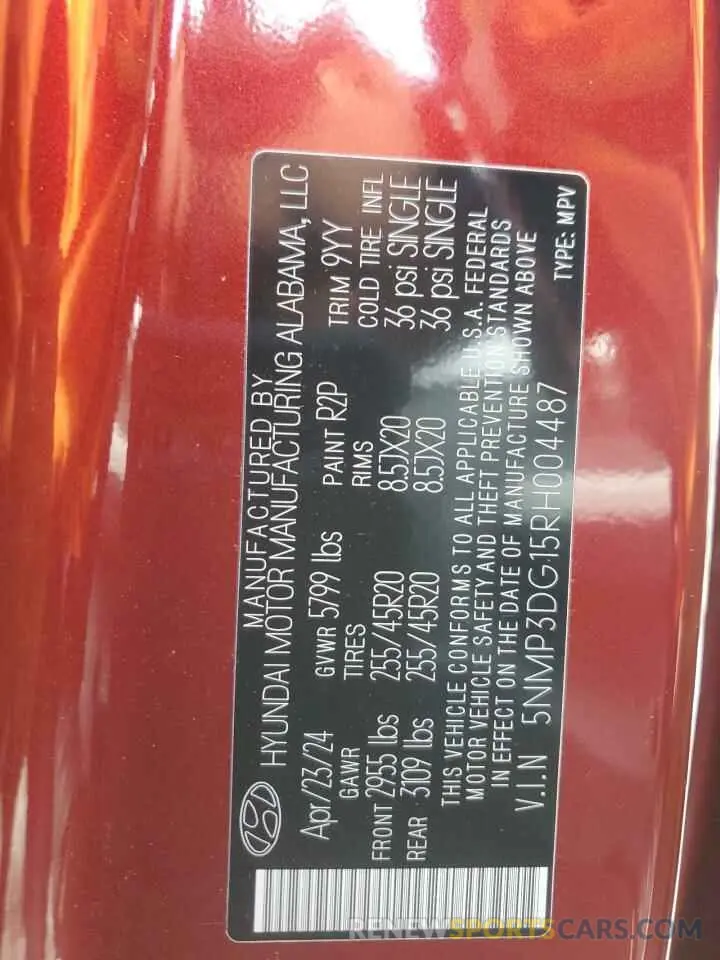 MANUFACTURED BY
HYUNDAI MOTOR MANUFACTURING ALABAMA, LLC
Apr/23/24 GVWR 5799 lbs PAINT R2P TRIM 9YY
GAWR TIRES RIMS COLD TIRE INFL
FRONT 2955 lbs 255/45R20 8.5JX20 36 psi SINGLE
REAR 3109 lbs 255/45R20 8.5JX20 36 psi SINGLE
THIS VEHICLE CONFORMS TO ALL APPLICABLE U.S.A. FEDERAL
MOTOR VEHICLE SAFETY AND THEFT PREVENTION STANDARDS
IN EFFECT ON THE DATE OF MANUFACTURE SHOWN ABOVE
V.I.N 5NMP3DG15RH004487
TYPE: MPV
RENEWSPORTSCARS.COM